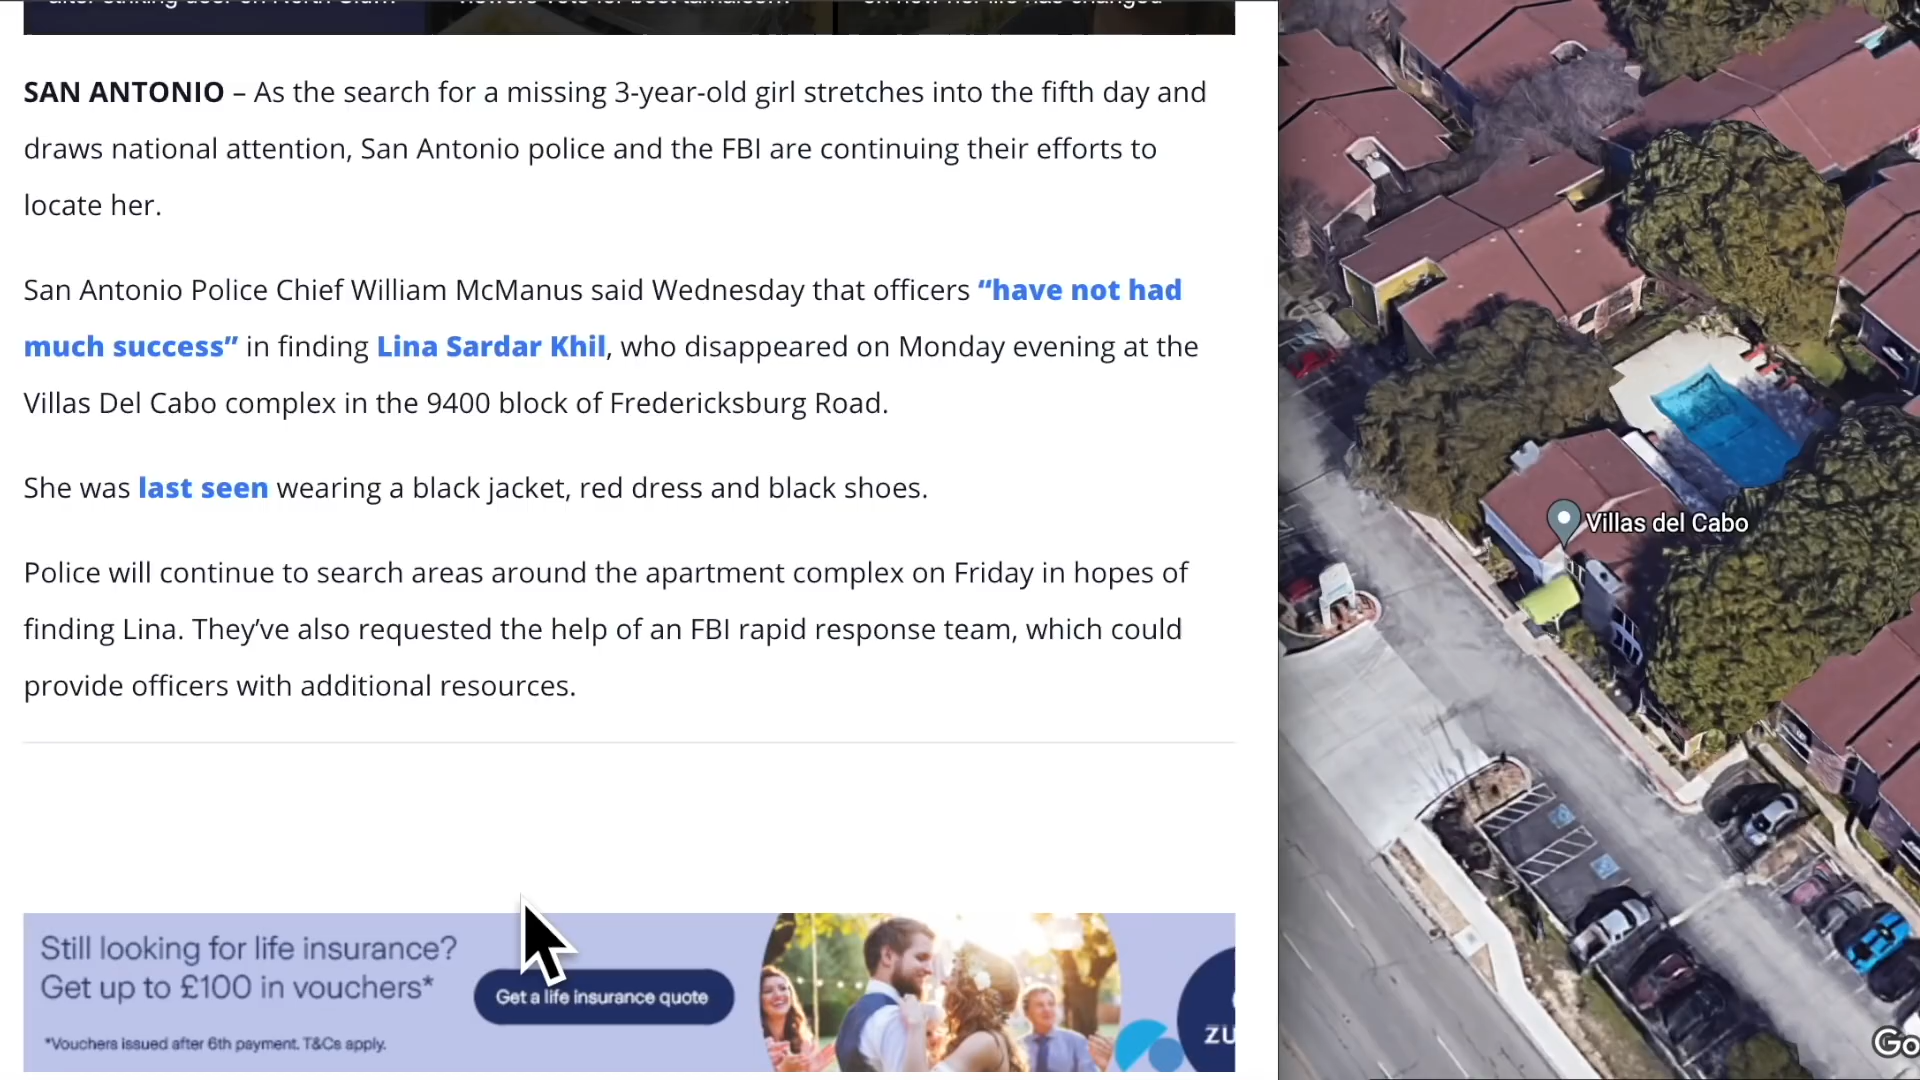 SAN ANTONIO – As the search for a missing 3-year-old girl stretches into the fifth day and
draws national attention, San Antonio police and the FBI are continuing their efforts to
locate her.
San Antonio Police Chief William McManus said Wednesday that officers “have not had
much success” in finding Lina Sardar Khil, who disappeared on Monday evening at the
Villas Del Cabo complex in the 9400 block of Fredericksburg Road.
She was last seen wearing a black jacket, red dress and black shoes.
Police will continue to search areas around the apartment complex on Friday in hopes of
finding Lina. They’ve also requested the help of an FBI rapid response team, which could
provide officers with additional resources.
Still looking for life insurance?
Get up to £100 in vouchers*
Get a life insurance quote
*Vouchers issued after 6th payment. T&Cs apply.
ZU
Villas del Cabo
Go